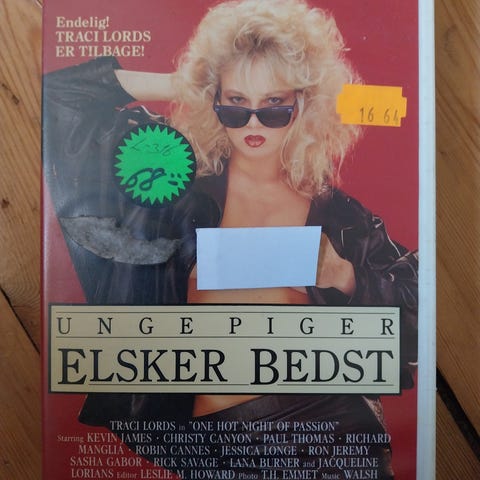 Endelig!
TRACI LORDS
ER TILBAGE!
16 64
68
UNGE PIGER
ELSKER BEDST
TRACI LORDS in "ONE HOT NIGHT OF PASSiON"
Starring KEVIN JAMES · CHRISTY CANYON · PAUL THOMAS · RICHARD
MANGLIA · ROBIN CANNES · JESSICA LONGE · RON JEREMY
SASHA GABOR · RICK SAVAGE · LANA BURNER and JACQUELINE
LORIANS Editor LESLIE M. HOWARD Photo T.H. EMMET Music WALSH